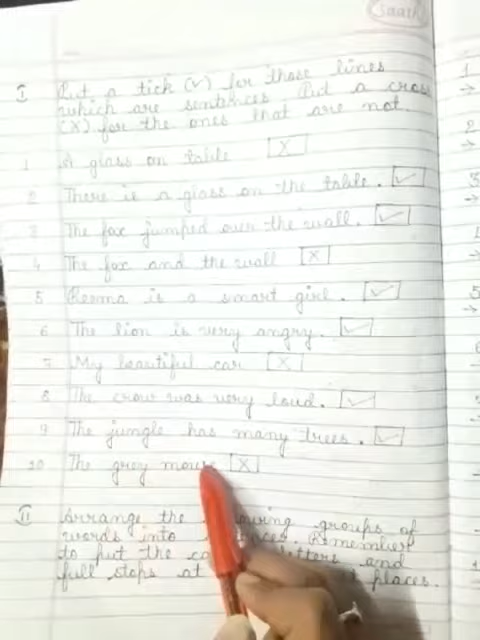 Saath
I Put a tick (✓) for those lines
which are sentences Put a cross
(X) for the ones that are not.
1 A glass on table [X]
2 There is a glass on the table. [✓]
3 The fox jumped over the wall. [✓]
4 The fox and the wall [X]
5 Reema is a smart girl. [✓]
6 The lion is very angry. [✓]
7 My beautiful car [X]
8 The crow was very loud. [✓]
9 The jungle has many trees. [✓]
10 The grey mouse [X]
II Arrange the groups of
words into Remember
to put the letters and
full stops at places.